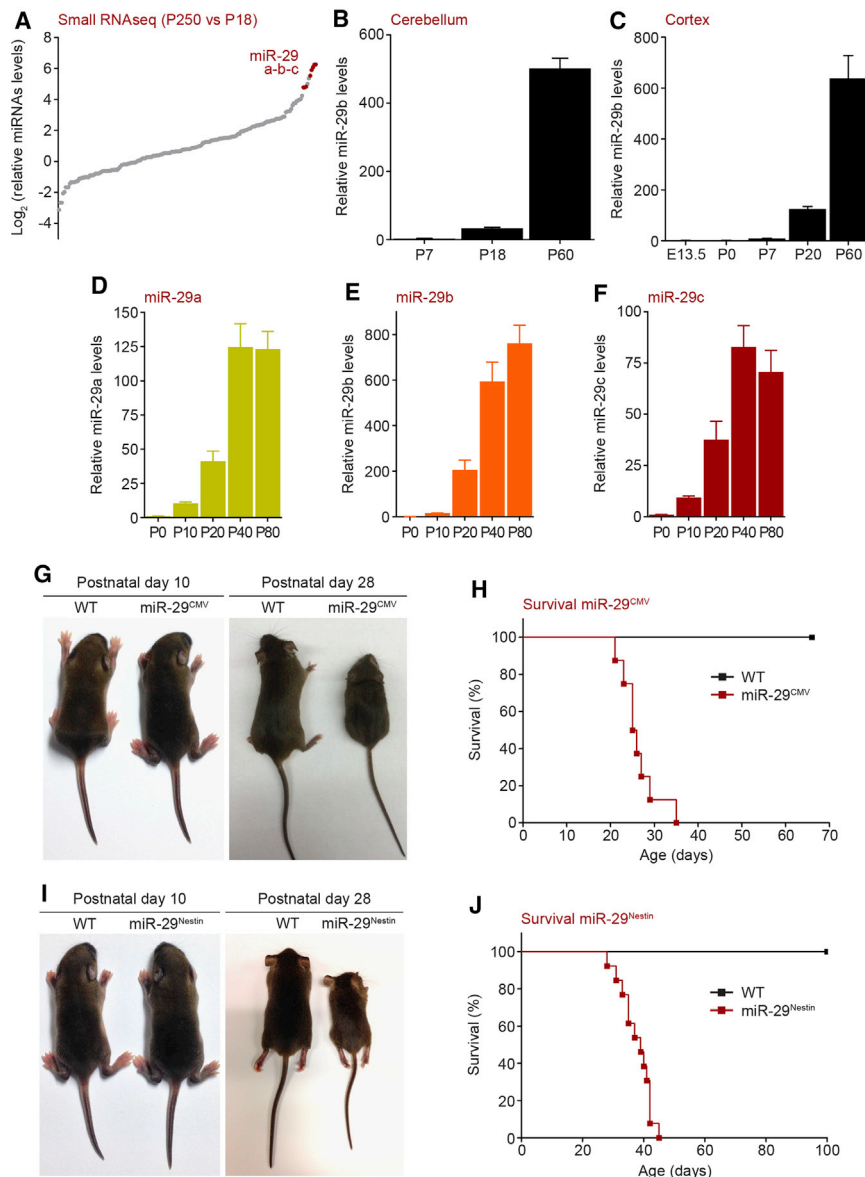 A
Small RNAseq (P250 vs P18)
Log2 (relative miRNAs levels)
8
6
4
2
0
-2
-4
miR-29
a-b-c
B
Cerebellum
Relative miR-29b levels
600
400
200
0
P7 P18 P60
C
Cortex
Relative miR-29b levels
800
600
400
200
0
E13.5 P0 P7 P20 P60
D
miR-29a
Relative miR-29a levels
150
125
100
75
50
25
0
P0 P10 P20 P40 P80
E
miR-29b
Relative miR-29b levels
800
600
400
200
0
P0 P10 P20 P40 P80
F
miR-29c
Relative miR-29c levels
100
75
50
25
0
P0 P10 P20 P40 P80
G
Postnatal day 10 Postnatal day 28
WT miR-29CMV WT miR-29CMV
H
Survival miR-29CMV
Survival (%)
100
80
60
40
20
0
WT
miR-29CMV
0 10 20 30 40 50 60 70
Age (days)
I
Postnatal day 10 Postnatal day 28
WT miR-29Nestin WT miR-29Nestin
J
Survival miR-29Nestin
Survival (%)
100
80
60
40
20
0
WT
miR-29Nestin
0 20 40 60 80 100
Age (days)